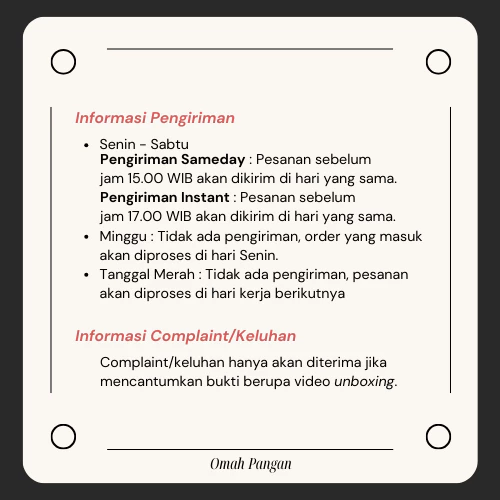 Informasi Pengiriman
• Senin - Sabtu
Pengiriman Sameday : Pesanan sebelum
jam 15.00 WIB akan dikirim di hari yang sama.
Pengiriman Instant : Pesanan sebelum
jam 17.00 WIB akan dikirim di hari yang sama.
• Minggu : Tidak ada pengiriman, order yang masuk
akan diproses di hari Senin.
• Tanggal Merah : Tidak ada pengiriman, pesanan
akan diproses di hari kerja berikutnya
Informasi Complaint/Keluhan
Complaint/keluhan hanya akan diterima jika
mencantumkan bukti berupa video unboxing.
Omah Pangan